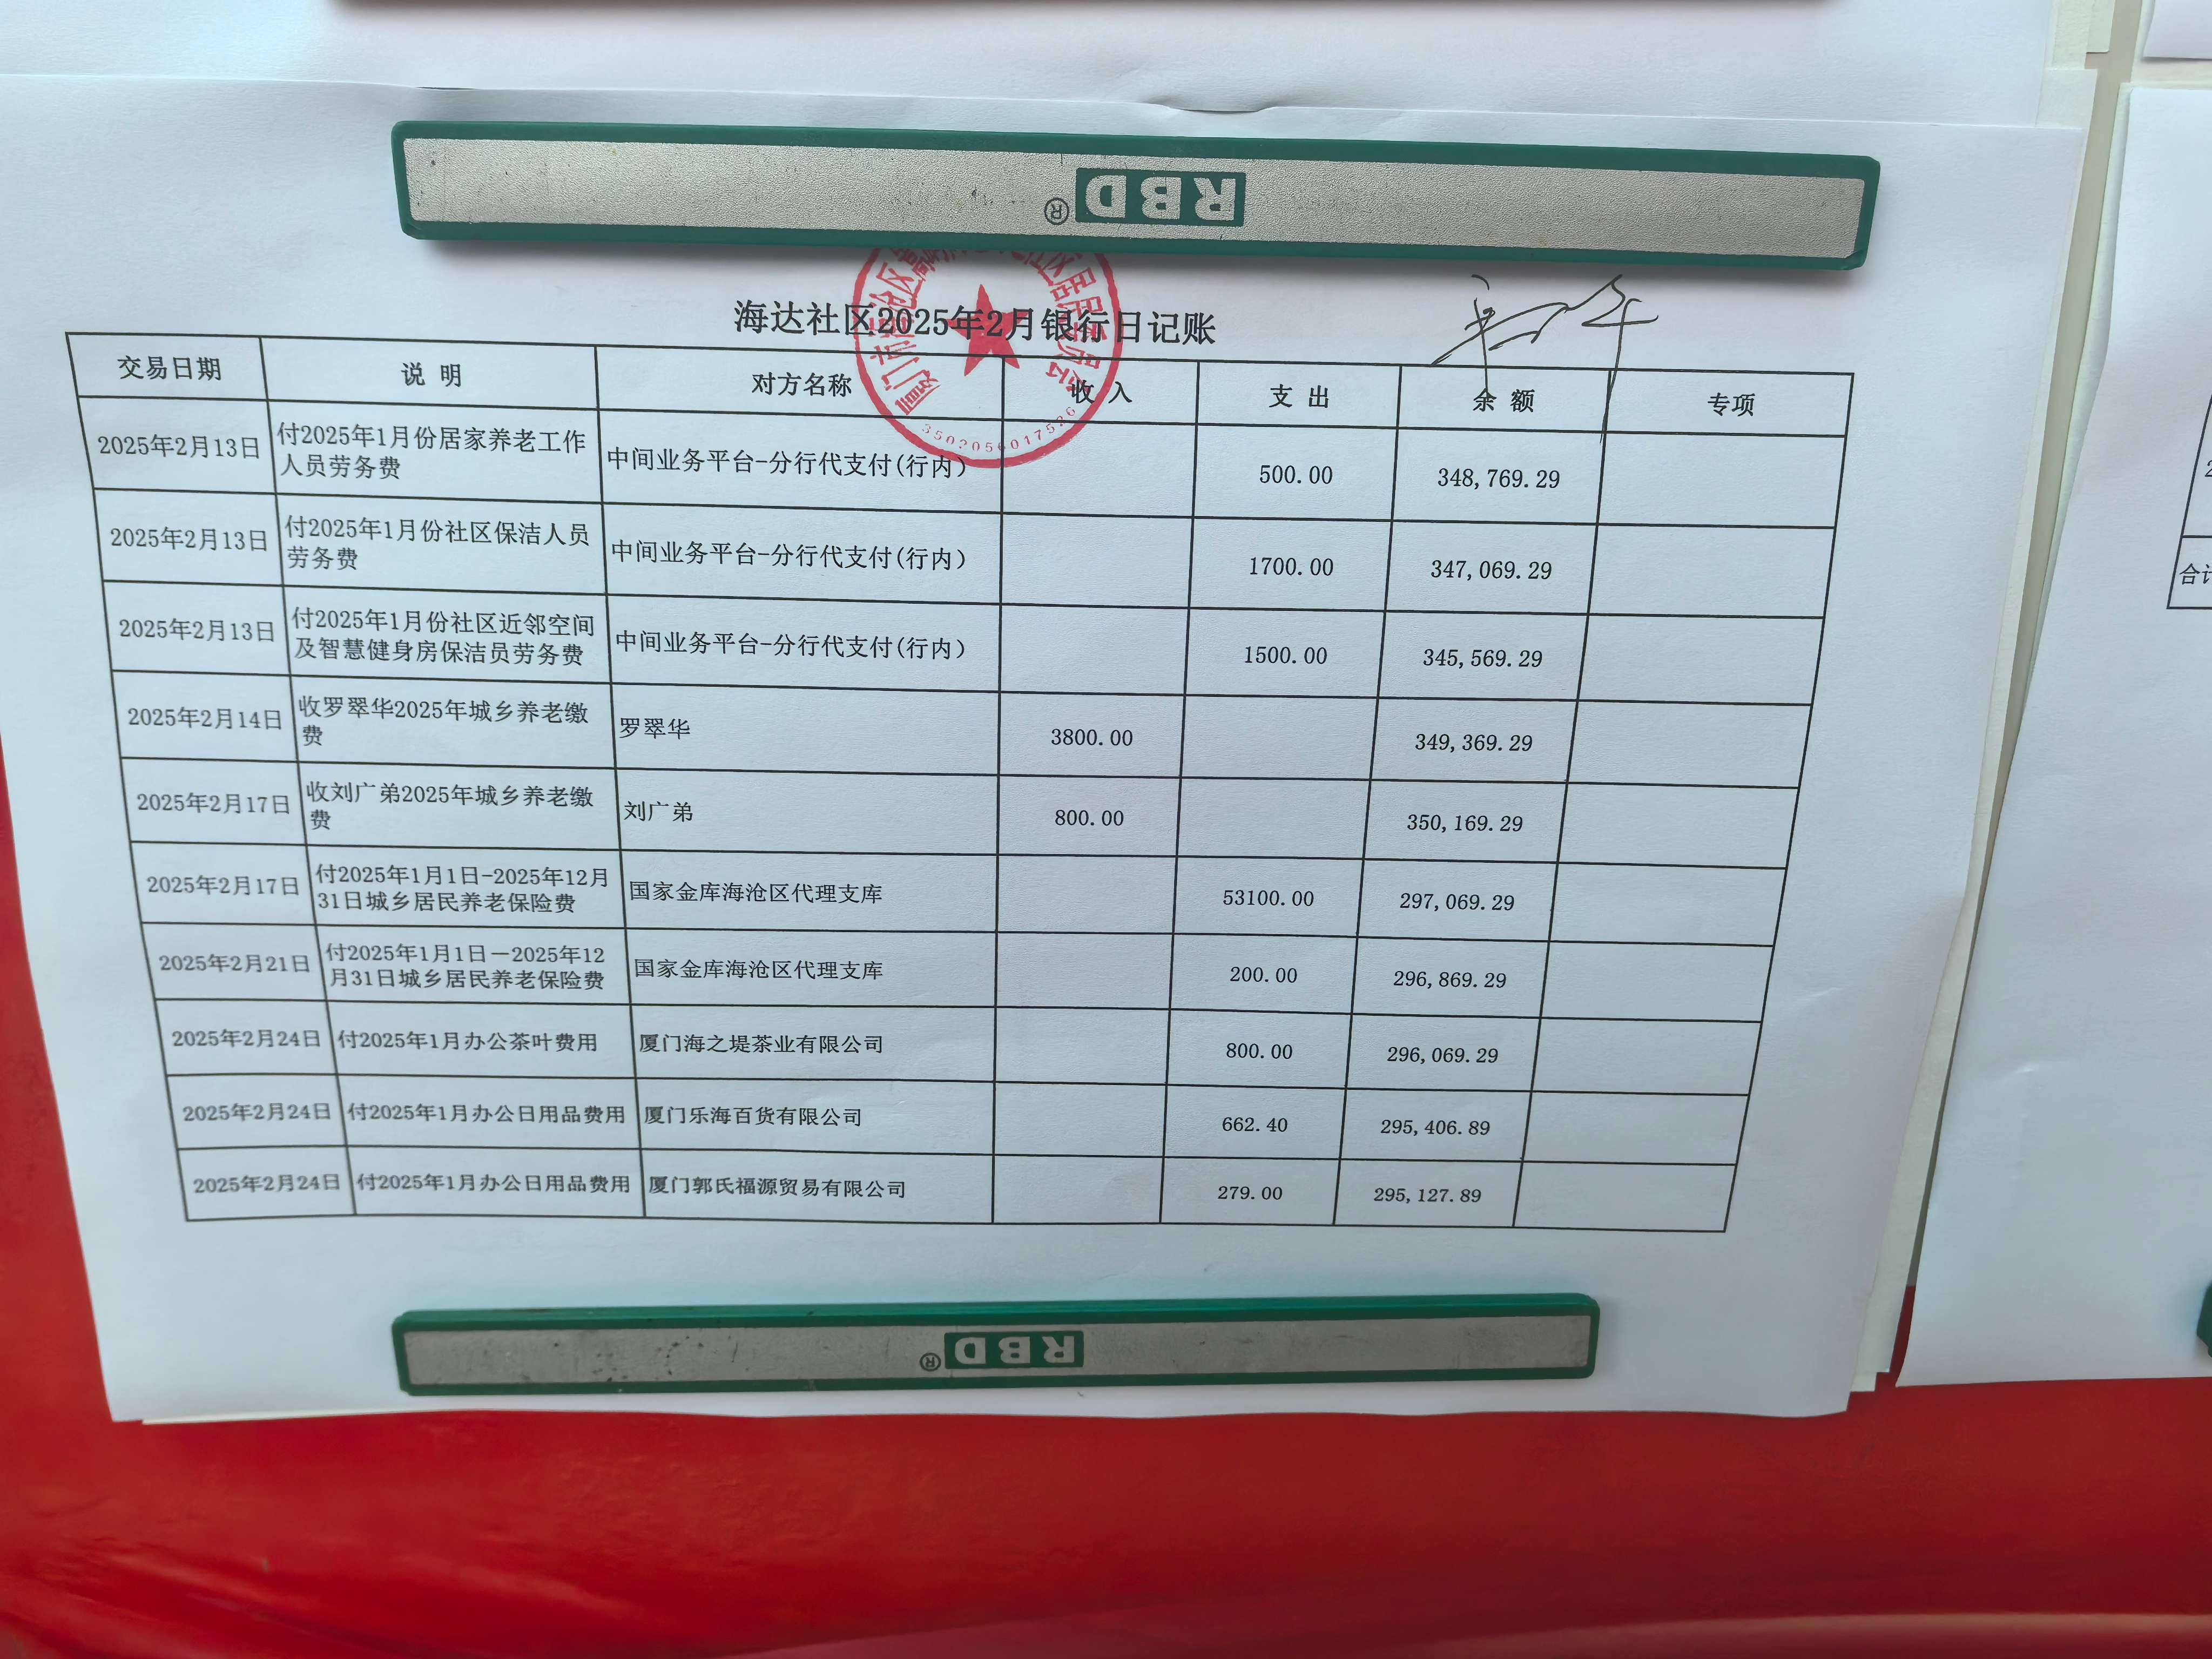 RBD®
海达社区2025年2月银行日记账
交易日期 说 明 对方名称 收 入 支 出 余 额 专项
2025年2月13日 付2025年1月份居家养老工作 中间业务平台-分行代支付(行内) 500.00 348,769.29
人员劳务费
2025年2月13日 付2025年1月份社区保洁人员 中间业务平台-分行代支付(行内) 1700.00 347,069.29
劳务费
2025年2月13日 付2025年1月份社区近邻空间 中间业务平台-分行代支付(行内) 1500.00 345,569.29
及智慧健身房保洁员劳务费
2025年2月14日 收罗翠华2025年城乡养老缴 罗翠华 3800.00 349,369.29
费
2025年2月17日 收刘广弟2025年城乡养老缴 刘广弟 800.00 350,169.29
费
2025年2月17日 付2025年1月1日-2025年12月 国家金库海沧区代理支库 53100.00 297,069.29
31日城乡居民养老保险费
2025年2月21日 付2025年1月1日－2025年12 国家金库海沧区代理支库 200.00 296,869.29
月31日城乡居民养老保险费
2025年2月24日 付2025年1月办公茶叶费用 厦门海之堤茶业有限公司 800.00 296,069.29
2025年2月24日 付2025年1月办公日用品费用 厦门乐海百货有限公司 662.40 295,406.89
2025年2月24日 付2025年1月办公日用品费用 厦门郭氏福源贸易有限公司 279.00 295,127.89
RBD®
合计